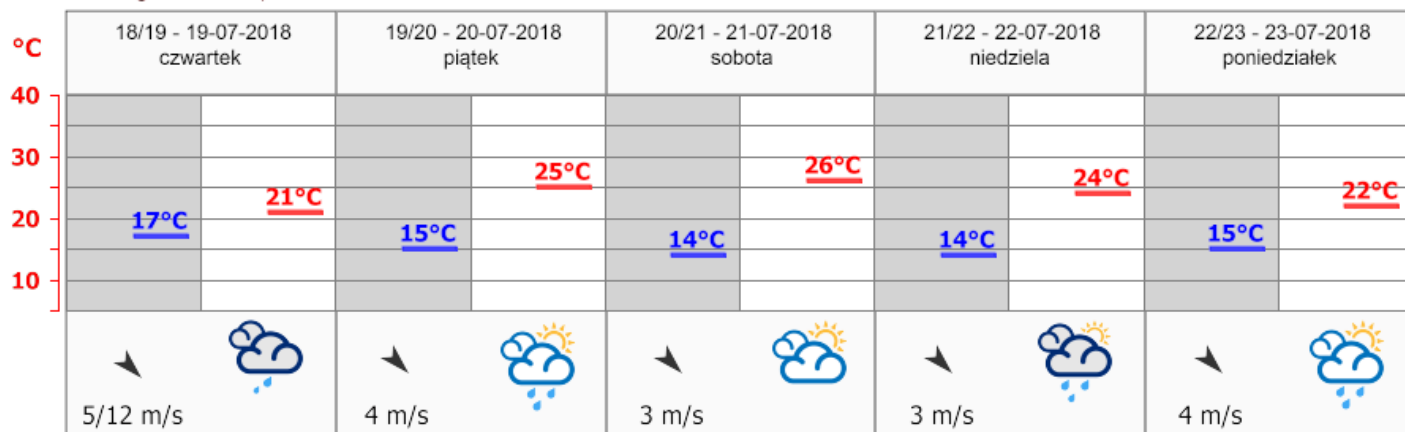 18/19 - 19-07-2018
czwartek
19/20 - 20-07-2018
piątek
20/21 - 21-07-2018
sobota
21/22 - 22-07-2018
niedziela
22/23 - 23-07-2018
poniedziałek
°C
40
30
20
10
17°C
21°C
15°C
25°C
14°C
26°C
14°C
24°C
15°C
22°C
5/12 m/s
4 m/s
3 m/s
3 m/s
4 m/s